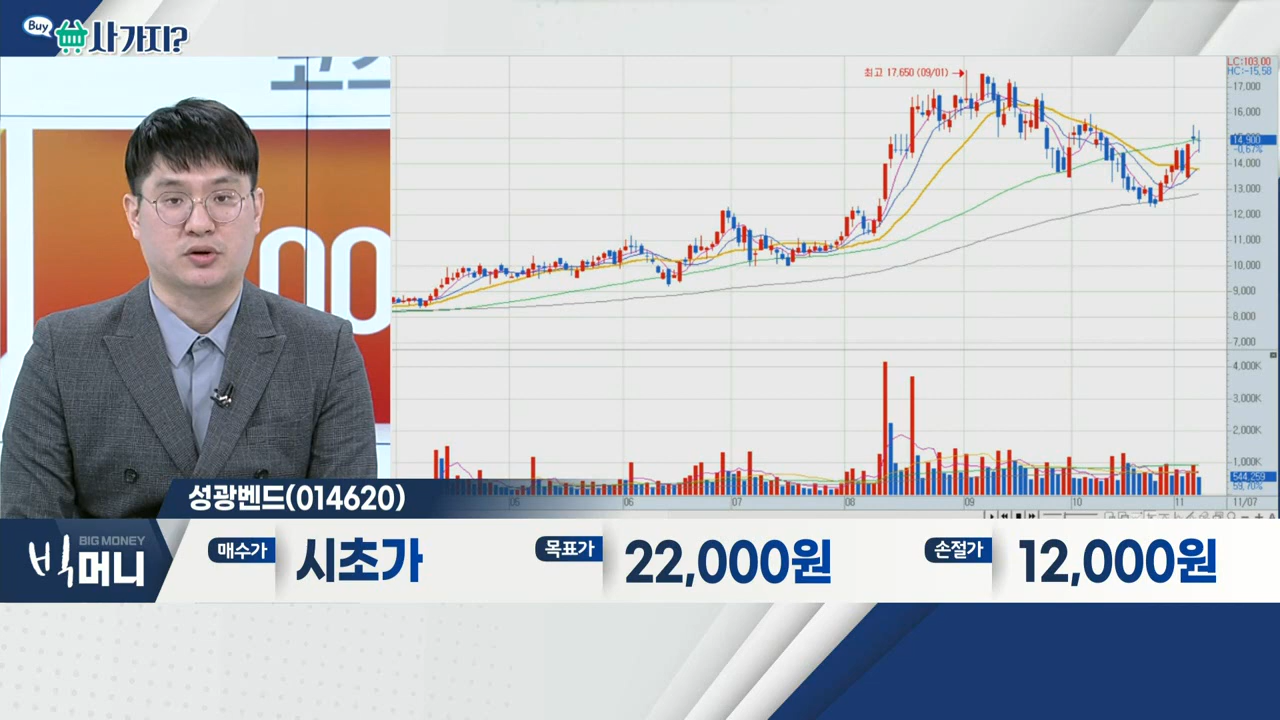 Buy
사가지?
최고 17,650 (09/01)
LC:103.00
HC:-15.58
17,000
16,000
14,900
-0.67%
14,000
13,000
12,000
11,000
10,000
9,000
8,000
7,000
4,000K
3,000K
2,000K
1,000K
544,259
59.70%
05 06 07 08 09 10 11 11/07
00
성광벤드(014620)
BIG MONEY
빅머니
매수가 시초가 목표가 22,000원 손절가 12,000원